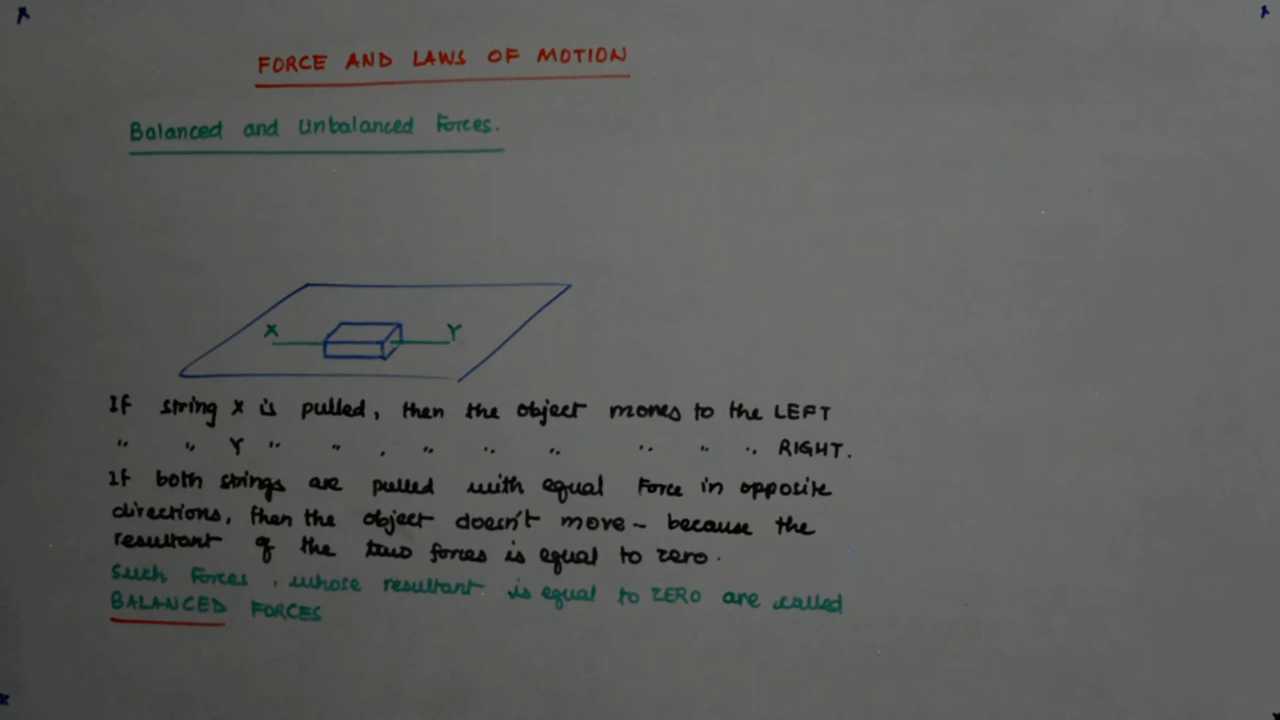 FORCE AND LAWS OF MOTION
Balanced and Unbalanced Forces.
X Y
If string X is pulled, then the object moves to the LEFT
" " Y " " , " " " " " " RIGHT.
If both strings are pulled with equal Force in opposite
directions, then the object doesn't move - because the
resultant of the two forces is equal to zero.
Such Forces, whose resultant is equal to ZERO are called
BALANCED FORCES